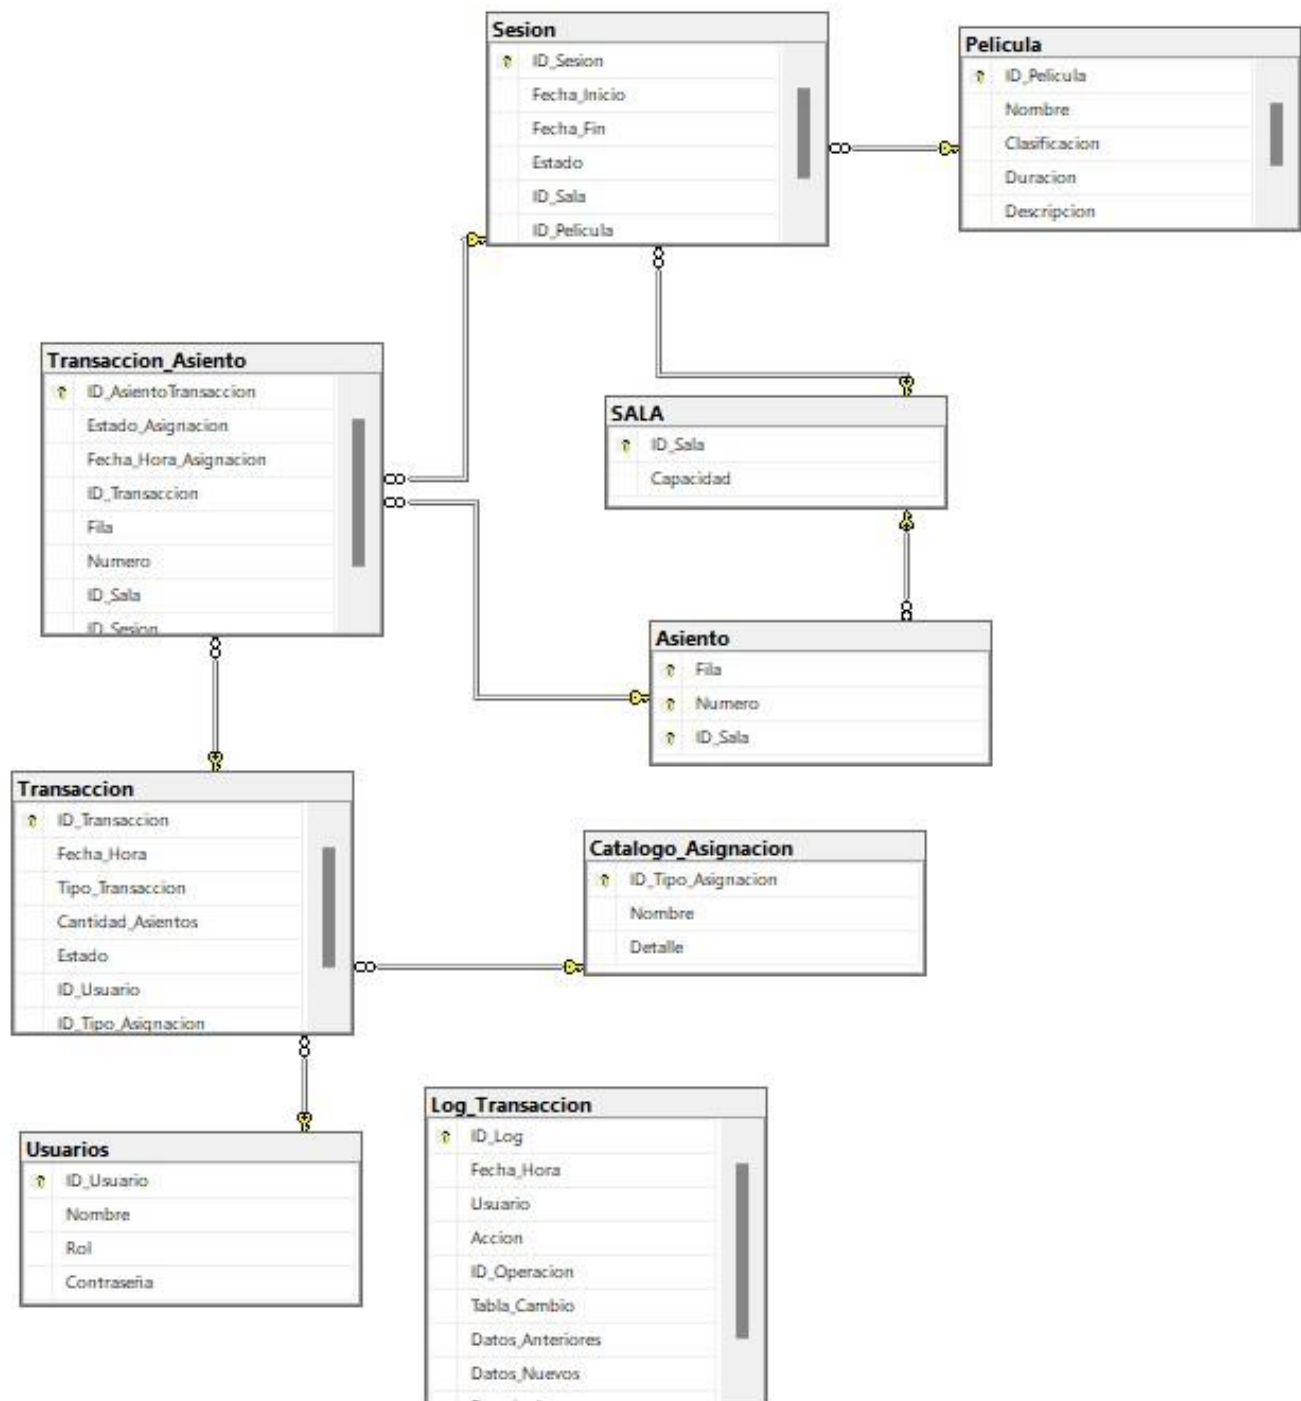 Sesion
ID_Sesion
Fecha_Inicio
Fecha_Fin
Estado
ID_Sala
ID_Pelicula
Pelicula
ID_Pelicula
Nombre
Clasificacion
Duracion
Descripcion
Transaccion_Asiento
ID_AsientoTransaccion
Estado_Asignacion
Fecha_Hora_Asignacion
ID_Transaccion
Fila
Numero
ID_Sala
ID_Sesion
SALA
ID_Sala
Capacidad
Asiento
Fila
Numero
ID_Sala
Transaccion
ID_Transaccion
Fecha_Hora
Tipo_Transaccion
Cantidad_Asientos
Estado
ID_Usuario
ID_Tipo_Asignacion
Catalogo_Asignacion
ID_Tipo_Asignacion
Nombre
Detalle
Usuarios
ID_Usuario
Nombre
Rol
Contraseña
Log_Transaccion
ID_Log
Fecha_Hora
Usuario
Accion
ID_Operacion
Tabla_Cambio
Datos_Anteriores
Datos_Nuevos